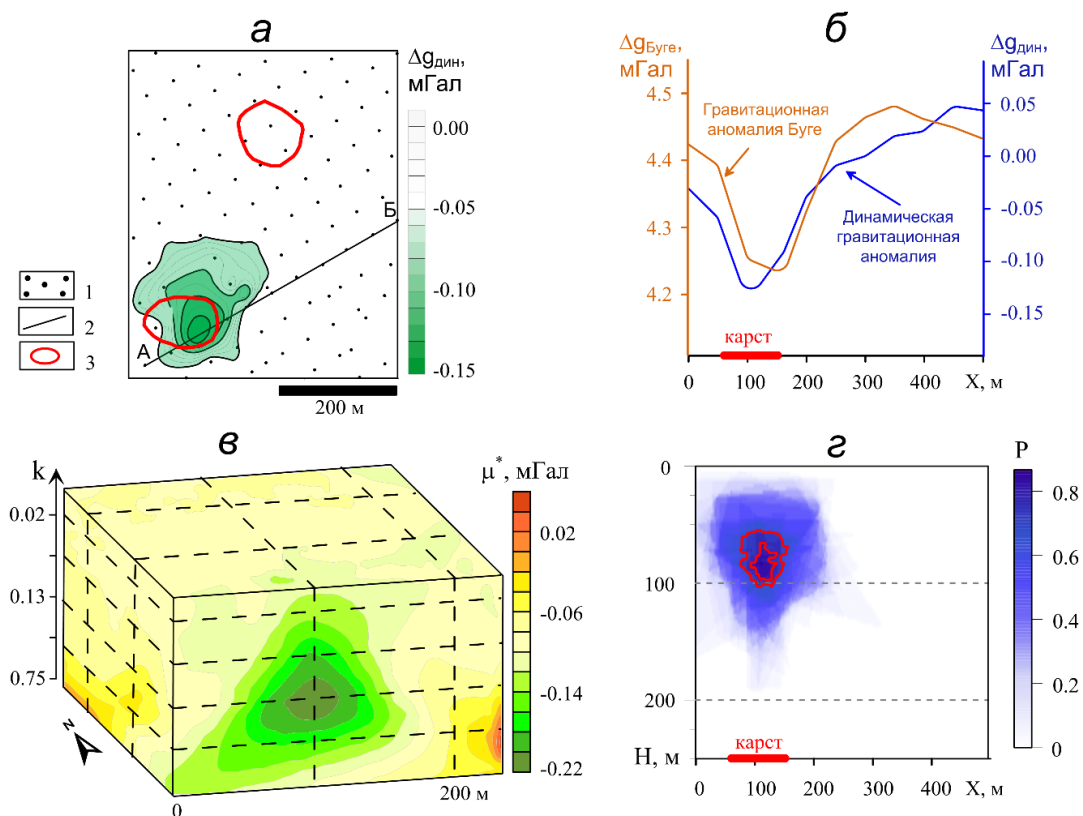 а
Δgдин,
мГал
0.00
-0.05
-0.10
-0.15
Б
А
1
2
3
200 м
б
ΔgБуге,
мГал
Δgдин,
мГал
4.5
4.4
4.3
4.2
0.05
0.00
-0.05
-0.10
-0.15
Гравитационная
аномалия Буге
Динамическая
гравитационная
аномалия
карст
0 100 200 300 400 X, м
в
k
μ*, мГал
0.02
0.13
0.75
0.02
-0.06
-0.14
-0.22
N
0
200 м
г
P
0
100
200
H, м
0.8
0.6
0.4
0.2
0
карст
0 100 200 300 400 X, м